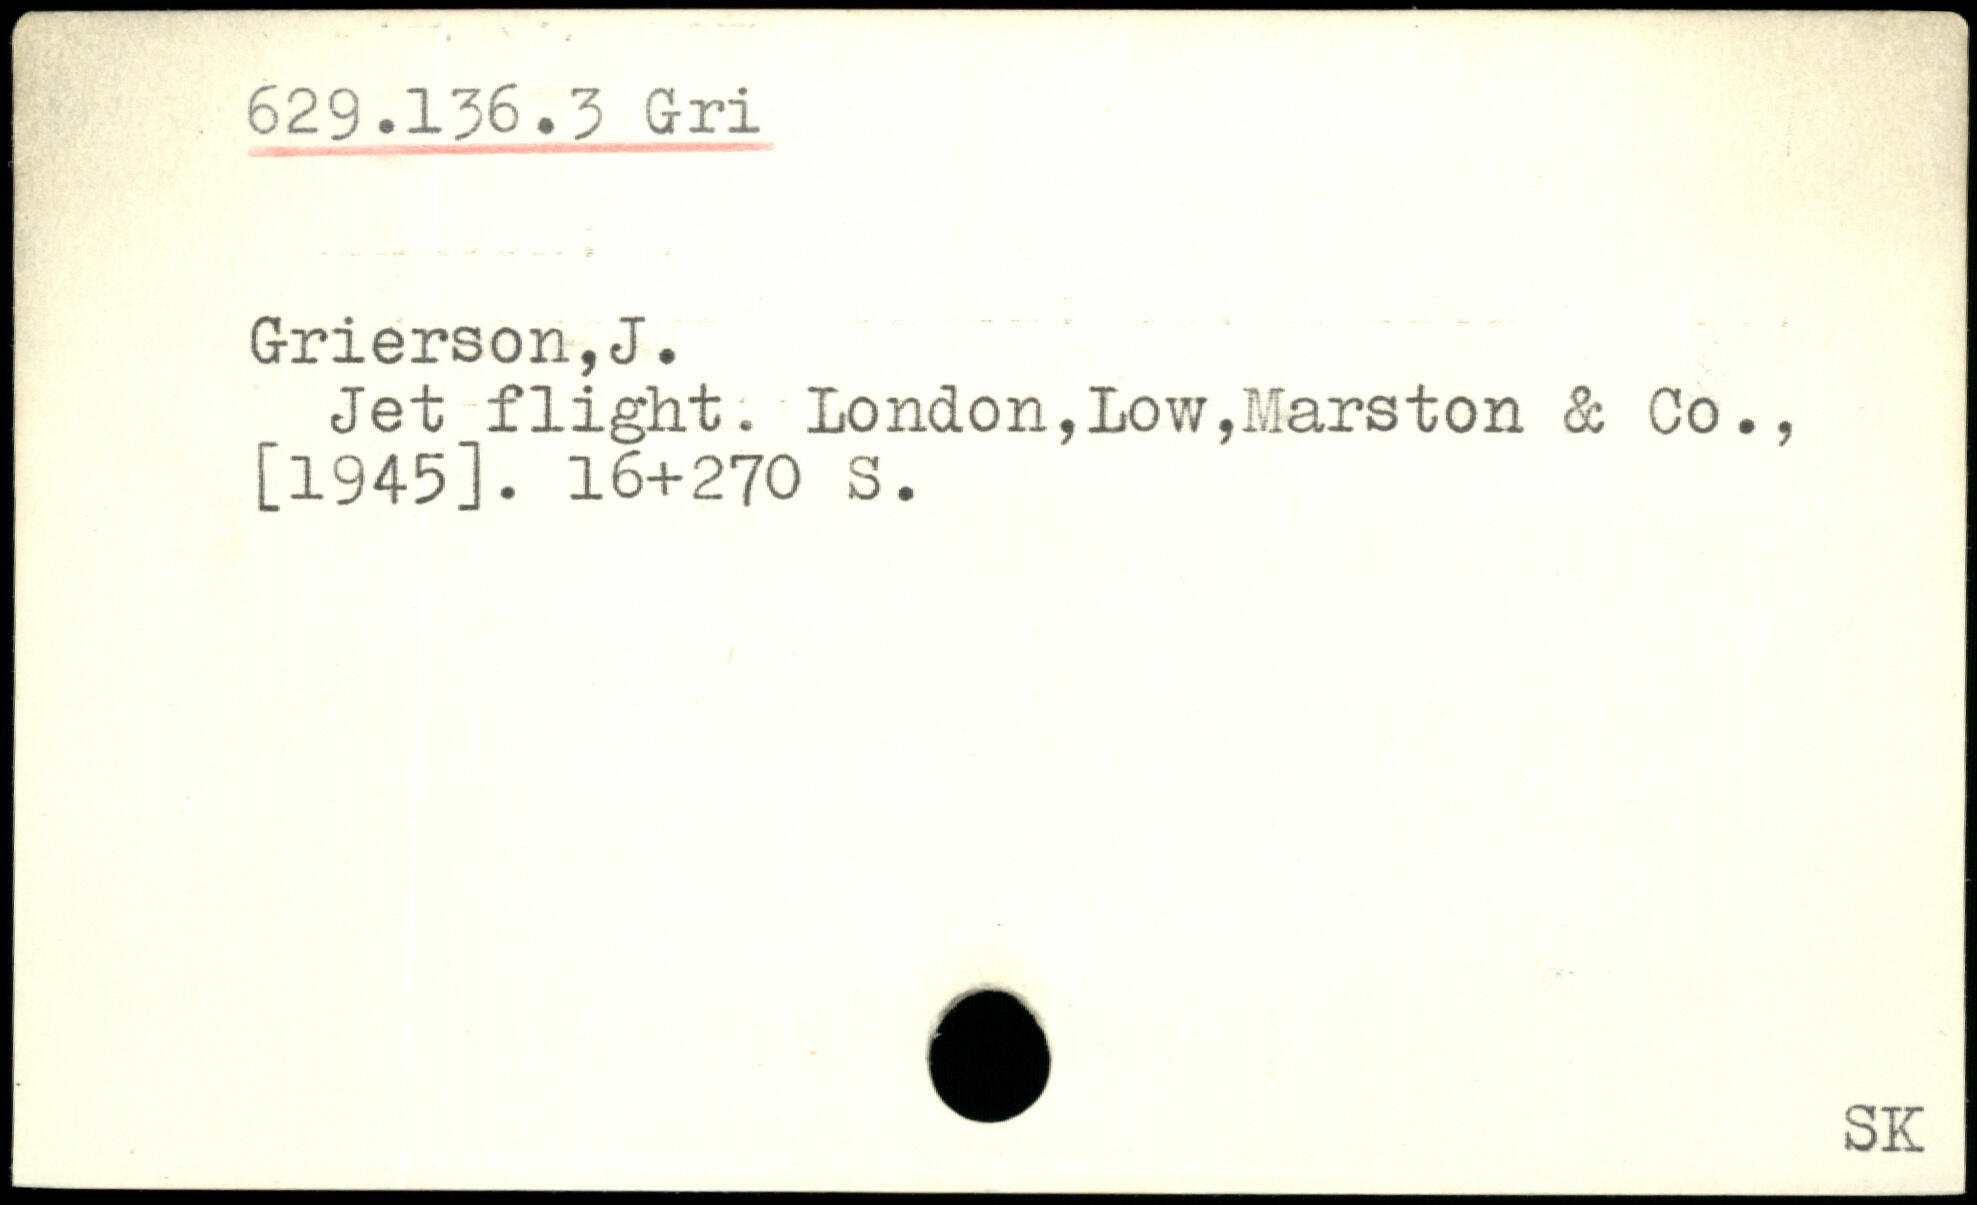 629.136.3 Gri
Grierson,J.
Jet flight. London,Low,Marston & Co.,
[1945]. 16+270 S.
SK